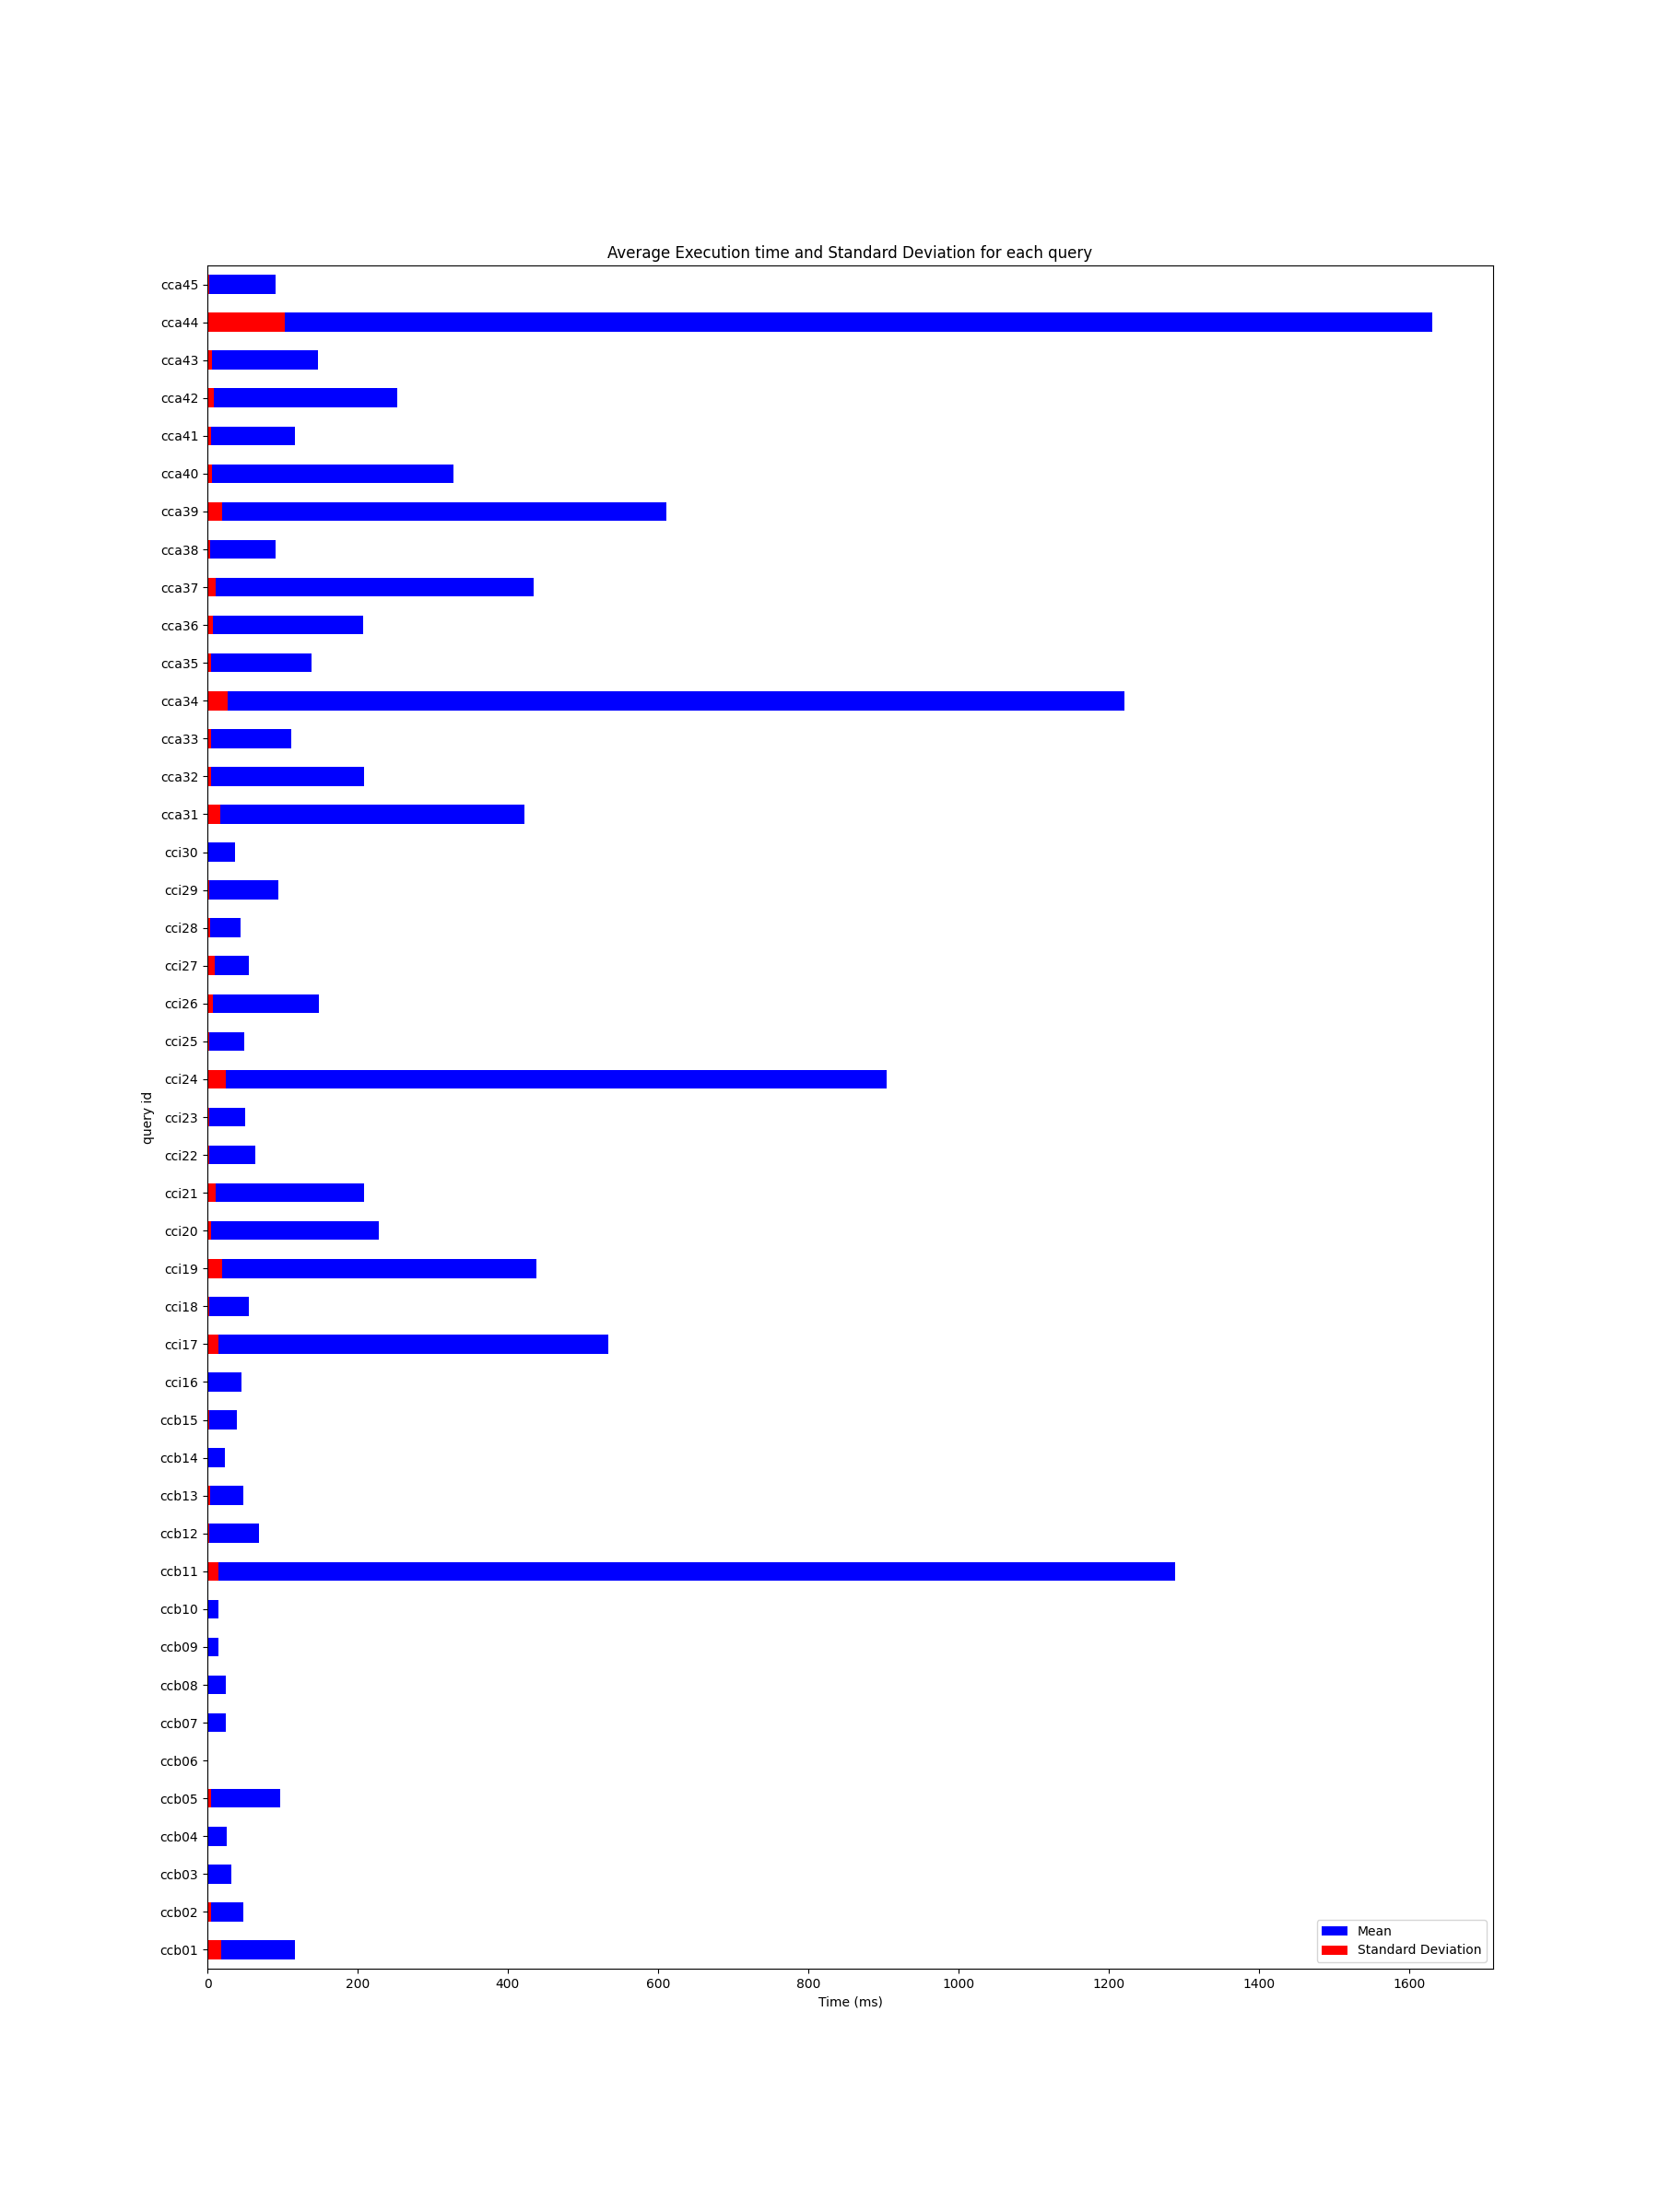 Average Execution time and Standard Deviation for each query
cca45
cca44
cca43
cca42
cca41
cca40
cca39
cca38
cca37
cca36
cca35
cca34
cca33
cca32
cca31
cci30
cci29
cci28
cci27
cci26
cci25
cci24
cci23
cci22
cci21
cci20
cci19
cci18
cci17
cci16
ccb15
ccb14
ccb13
ccb12
ccb11
ccb10
ccb09
ccb08
ccb07
ccb06
ccb05
ccb04
ccb03
ccb02
ccb01
query id
Mean
Standard Deviation
0 200 400 600 800 1000 1200 1400 1600
Time (ms)